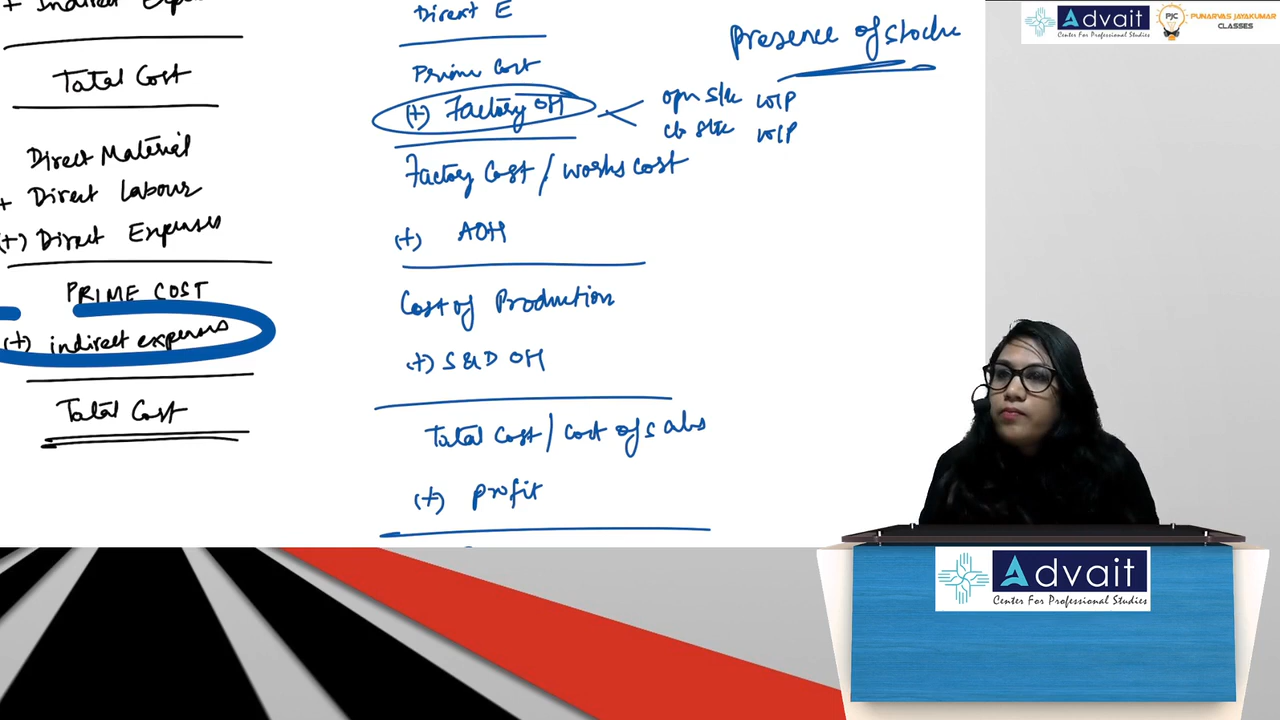 + Indirect Expen
Total Cost
Direct Material
+ Direct Labour
(+) Direct Expenses
PRIME COST
(+) indirect expenses
Total Cost
Direct E
Prime Cost
(+) Factory OH
opn stk WIP
cls stk WIP
Factory Cost / Works cost
(+) AOH
Cost of Production
(+) S&D OH
Total Cost / Cost of Sales
(+) Profit
presence of stocks
Advait
Center For Professional Studies
PJC
PUNARVAS JAYAKUMAR
CLASSES
Advait
Center For Professional Studies